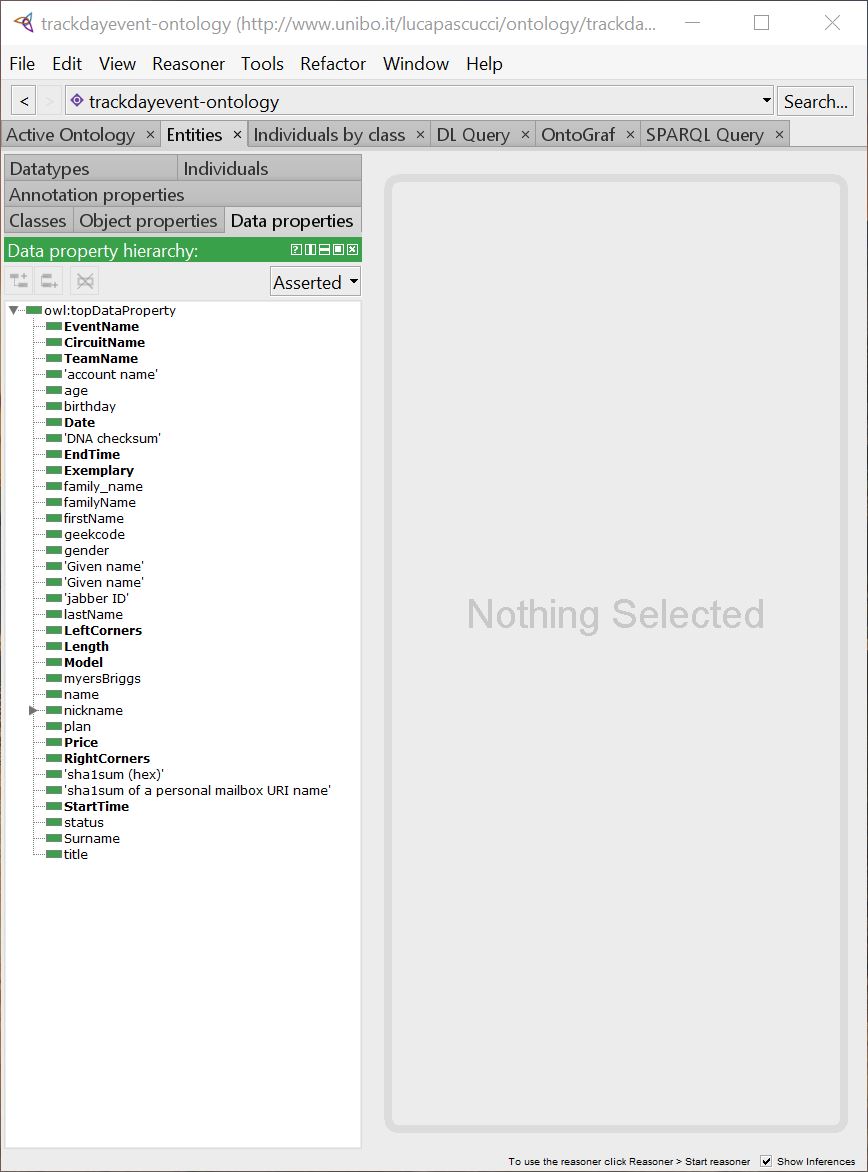 trackdayevent-ontology (http://www.unibo.it/lucapascucci/ontology/trackda...
File Edit View Reasoner Tools Refactor Window Help
< > trackdayevent-ontology Search...
Active Ontology × Entities × Individuals by class × DL Query × OntoGraf × SPARQL Query ×
Datatypes Individuals
Annotation properties
Classes Object properties Data properties
Data property hierarchy:
Asserted
owl:topDataProperty
EventName
CircuitName
TeamName
'account name'
age
birthday
Date
'DNA checksum'
EndTime
Exemplary
family_name
familyName
firstName
geekcode
gender
'Given name'
'Given name'
'jabber ID'
lastName
LeftCorners
Length
Model
myersBriggs
name
nickname
plan
Price
RightCorners
'sha1sum (hex)'
'sha1sum of a personal mailbox URI name'
StartTime
status
Surname
title
Nothing Selected
To use the reasoner click Reasoner > Start reasoner Show Inferences